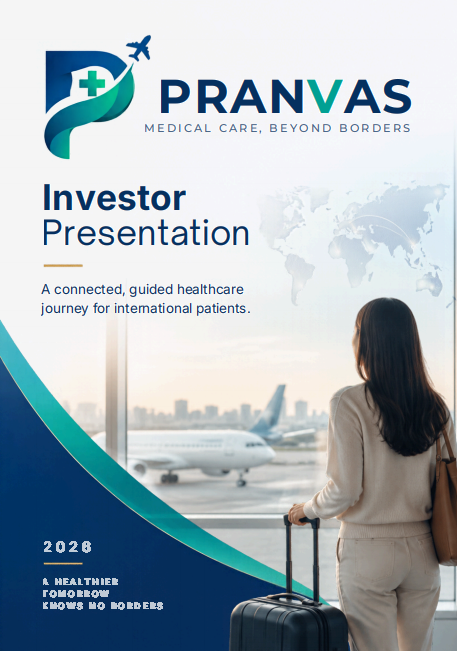 PRANVAS
MEDICAL CARE, BEYOND BORDERS
Investor
Presentation
A connected, guided healthcare
journey for international patients.
2026
A HEALTHIER
TOMORROW
KNOWS NO BORDERS